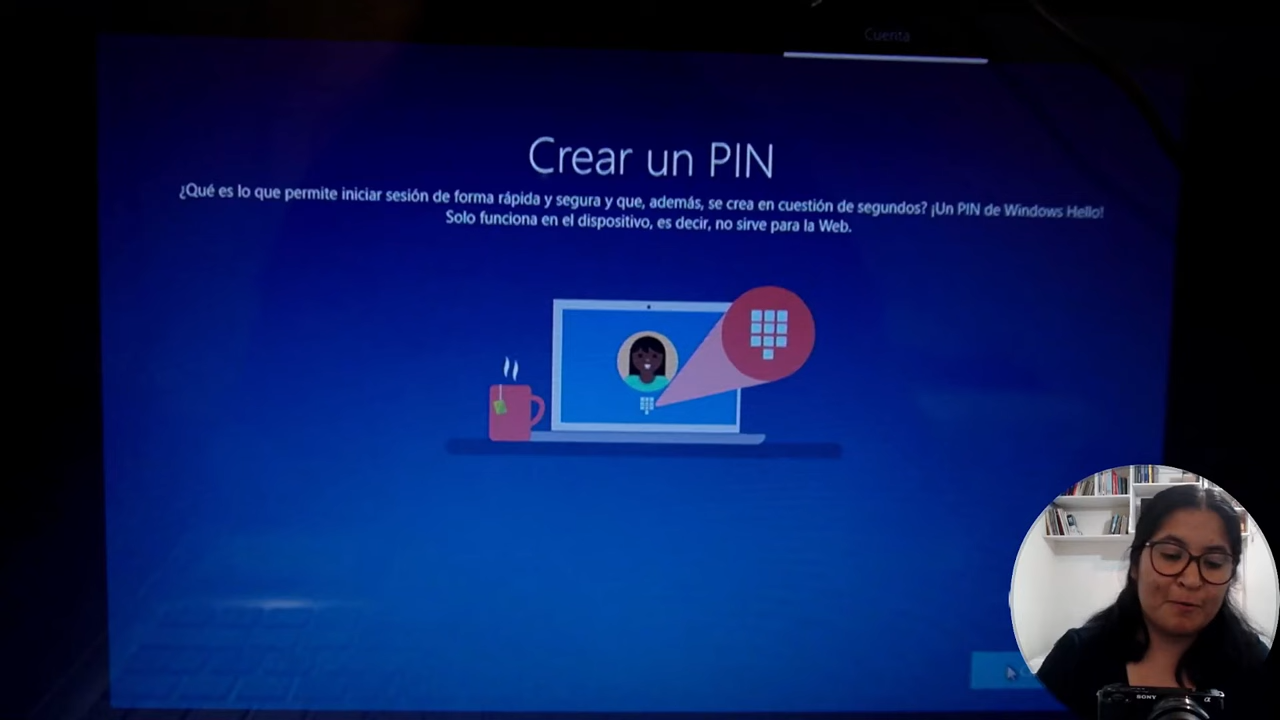 Cuenta
Crear un PIN
¿Qué es lo que permite iniciar sesión de forma rápida y segura y que, además, se crea en cuestión de segundos? ¡Un PIN de Windows Hello!
Solo funciona en el dispositivo, es decir, no sirve para la Web.
SONY
α